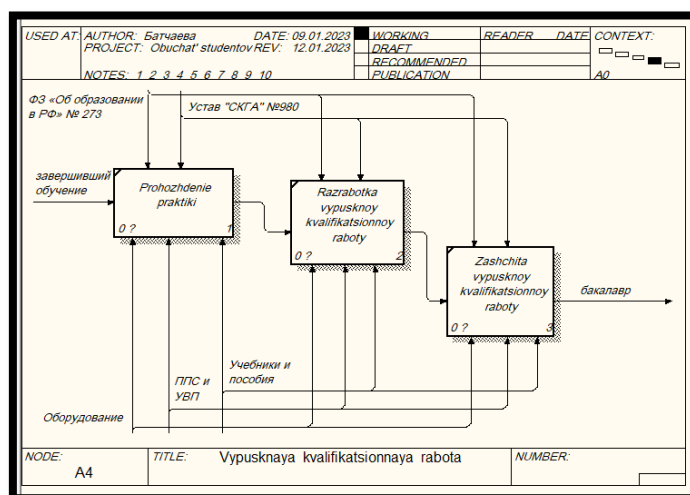 USED AT: AUTHOR: Батчаева DATE: 09.01.2023 WORKING READER DATE CONTEXT:
PROJECT: Obuchat' studentov REV: 12.01.2023 DRAFT
RECOMMENDED
NOTES: 1 2 3 4 5 6 7 8 9 10 PUBLICATION A0
ФЗ «Об образовании
в РФ» № 273
Устав "СКГА" №980
завершивший
обучение
Prohozhdenie
praktiki
0 ? 1
Razrabotka
vypusknoy
kvalifikatsionnoy
raboty
0 ? 2
Zashchita
vypusknoy
kvalifikatsionnoy
raboty
0 ? 3
бакалавр
Учебники и
пособия
ППС и
УВП
Оборудование
NODE: TITLE: Vypusknaya kvalifikatsionnaya rabota NUMBER:
A4